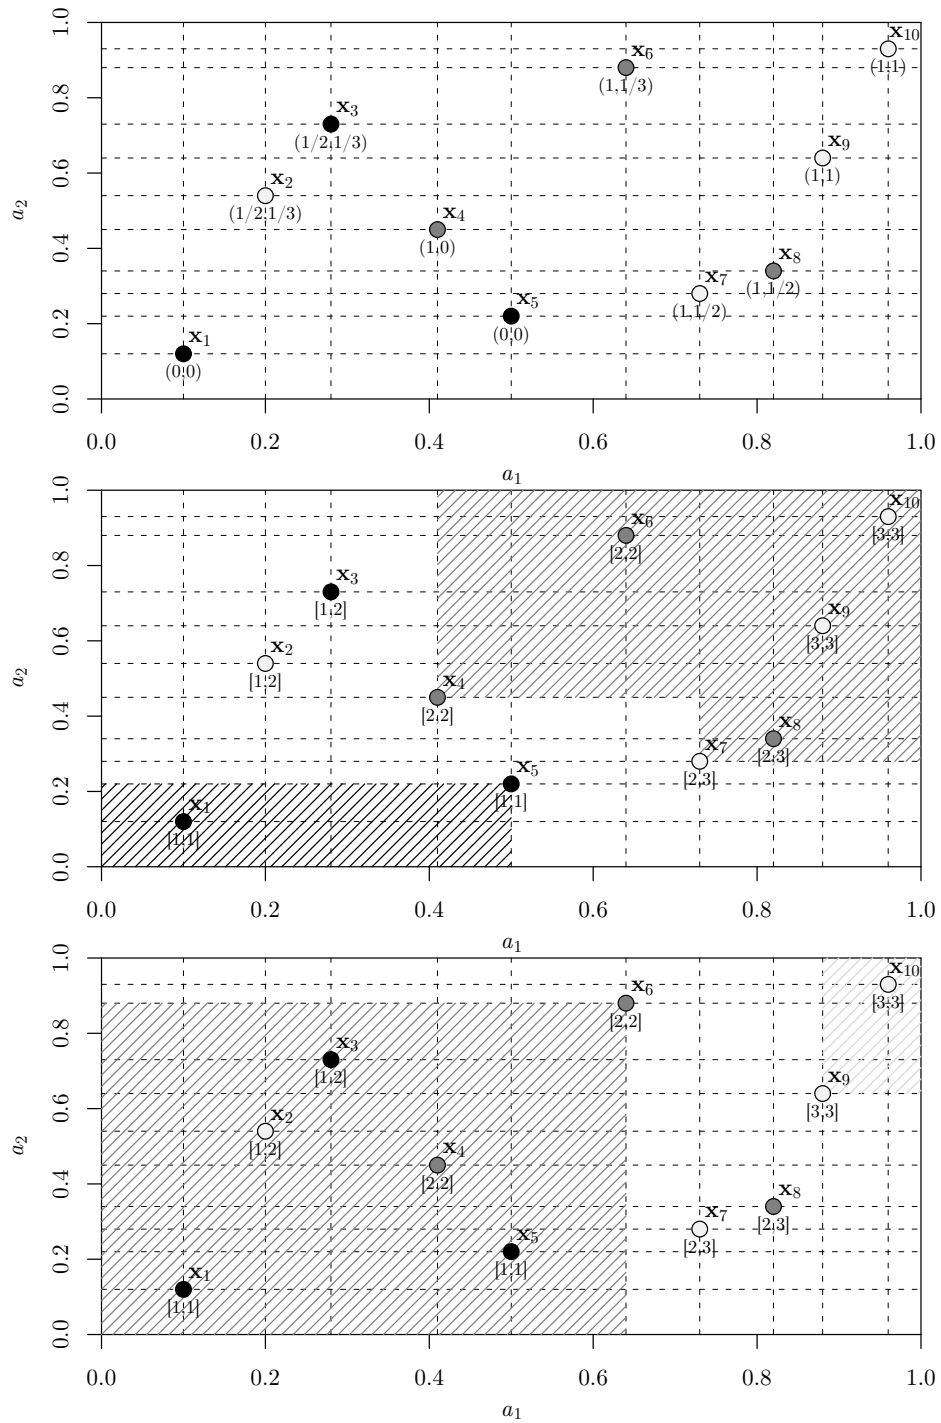 1.0
x10
(1,1)
x6
(1,1/3)
0.8
x3
(1/2,1/3)
x9
(1,1)
0.6
x2
(1/2,1/3)
a2
x4
(1,0)
0.4
x8
(1,1/2)
x7
(1,1/2)
x5
(0,0)
0.2
x1
(0,0)
0.0
0.0 0.2 0.4 0.6 0.8 1.0
a1
1.0
x10
[3,3]
x6
[2,2]
0.8
x3
[1,2]
x9
[3,3]
0.6
x2
[1,2]
a2
x4
[2,2]
0.4
x8
[2,3]
x7
[2,3]
x5
[1,1]
0.2
x1
[1,1]
0.0
0.0 0.2 0.4 0.6 0.8 1.0
a1
1.0
x10
[3,3]
x6
[2,2]
0.8
x3
[1,2]
x9
[3,3]
0.6
x2
[1,2]
a2
x4
[2,2]
0.4
x8
[2,3]
x7
[2,3]
x5
[1,1]
0.2
x1
[1,1]
0.0
0.0 0.2 0.4 0.6 0.8 1.0
a1